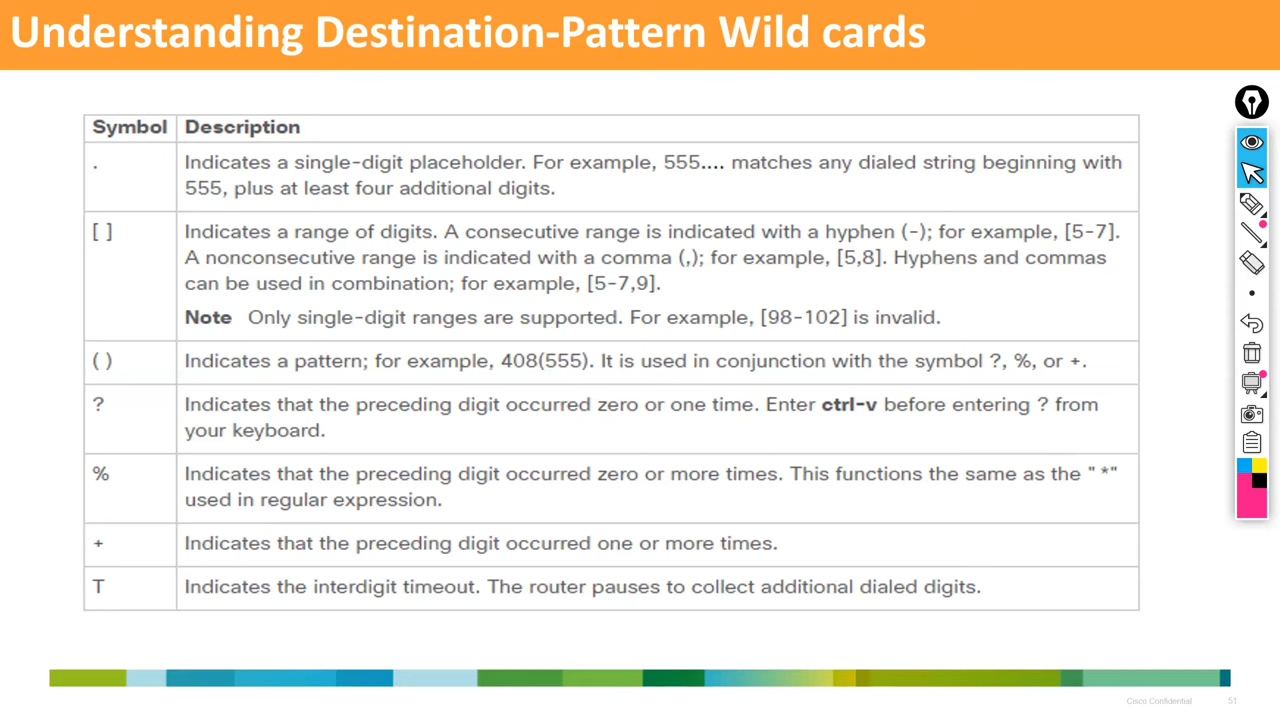 Understanding Destination-Pattern Wild cards
Symbol Description
. Indicates a single-digit placeholder. For example, 555.... matches any dialed string beginning with
555, plus at least four additional digits.
[ ] Indicates a range of digits. A consecutive range is indicated with a hyphen (-); for example, [5-7].
A nonconsecutive range is indicated with a comma (,); for example, [5,8]. Hyphens and commas
can be used in combination; for example, [5-7,9].
Note Only single-digit ranges are supported. For example, [98-102] is invalid.
( ) Indicates a pattern; for example, 408(555). It is used in conjunction with the symbol ?, %, or +.
? Indicates that the preceding digit occurred zero or one time. Enter ctrl-v before entering ? from
your keyboard.
% Indicates that the preceding digit occurred zero or more times. This functions the same as the " *"
used in regular expression.
+ Indicates that the preceding digit occurred one or more times.
T Indicates the interdigit timeout. The router pauses to collect additional dialed digits.
Cisco Confidential 51